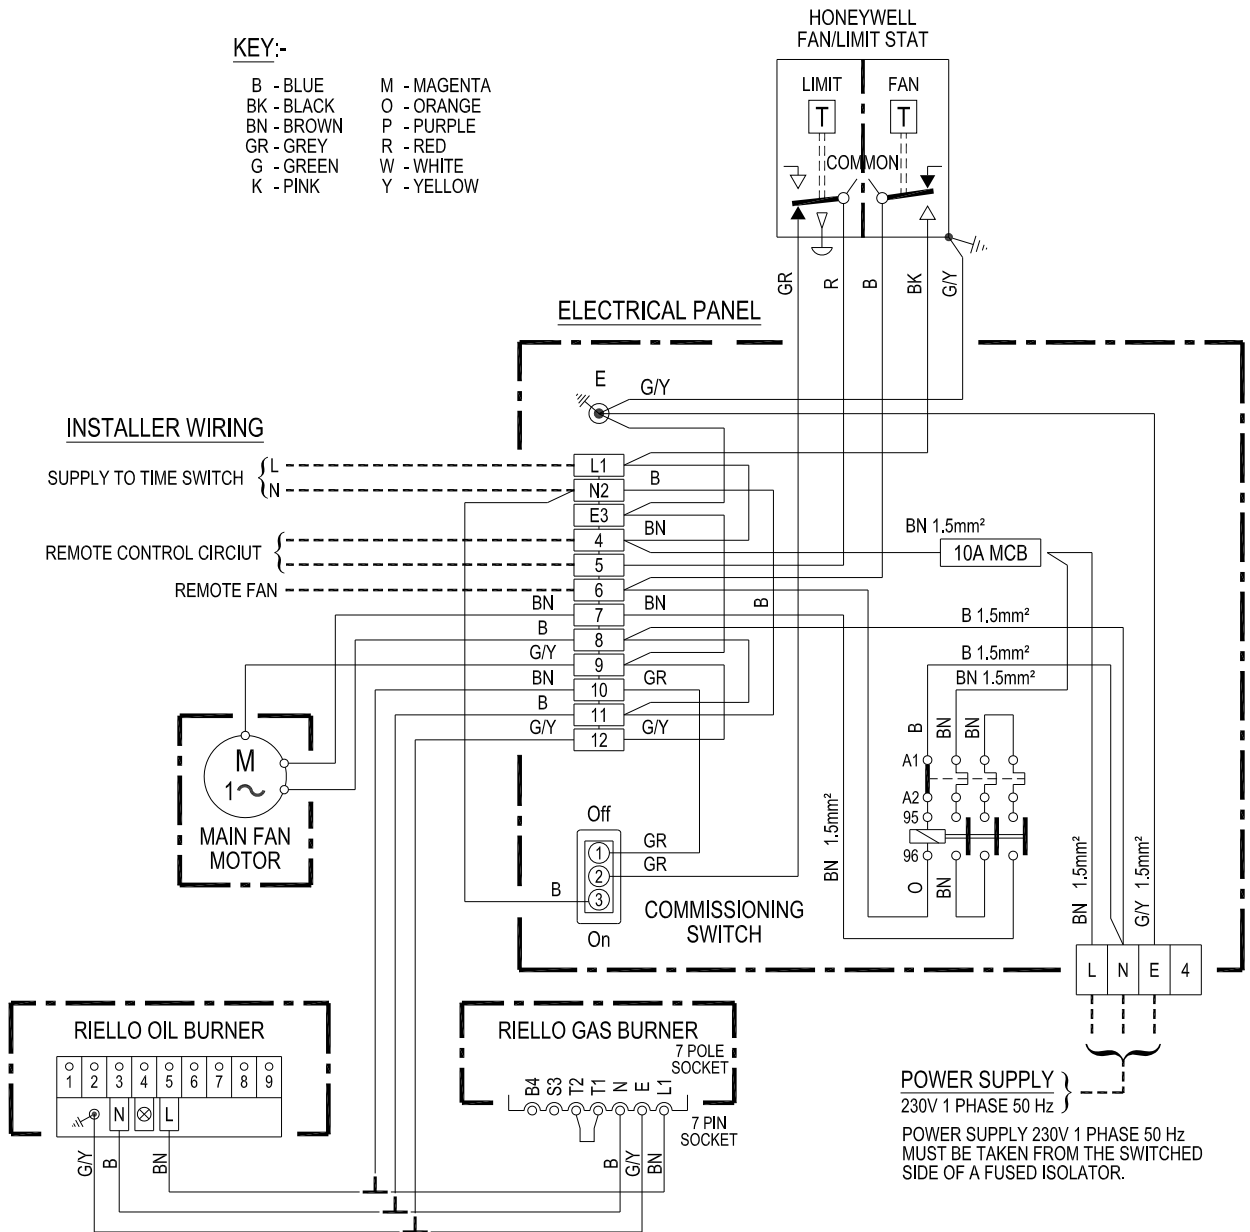 HONEYWELL
FAN/LIMIT STAT
KEY:-
B - BLUE
BK - BLACK
BN - BROWN
GR - GREY
G - GREEN
K - PINK
M - MAGENTA
O - ORANGE
P - PURPLE
R - RED
W - WHITE
Y - YELLOW
LIMIT
FAN
T
T
COMMON
GR
R
B
BK
G/Y
ELECTRICAL PANEL
E
G/Y
INSTALLER WIRING
SUPPLY TO TIME SWITCH
L
N
REMOTE CONTROL CIRCIUT
REMOTE FAN
L1
N2
E3
4
5
6
7
8
9
10
11
12
B
BN
BN
B
GR
G/Y
BN
B
G/Y
BN
B
G/Y
BN 1.5mm²
10A MCB
B 1.5mm²
B 1.5mm²
BN 1.5mm²
B
BN
BN
A1
A2
95
96
O
BN
BN 1.5mm²
BN 1.5mm²
G/Y 1.5mm²
M
1
MAIN FAN
MOTOR
Off
1
2
3
On
GR
GR
B
COMMISSIONING
SWITCH
L
N
E
4
RIELLO OIL BURNER
1 2 3 4 5 6 7 8 9
N
L
G/Y
B
BN
RIELLO GAS BURNER
7 POLE
SOCKET
B4 S3 T2 T1 N E L1
7 PIN
SOCKET
B
G/Y
BN
POWER SUPPLY
230V 1 PHASE 50 Hz
POWER SUPPLY 230V 1 PHASE 50 Hz
MUST BE TAKEN FROM THE SWITCHED
SIDE OF A FUSED ISOLATOR.